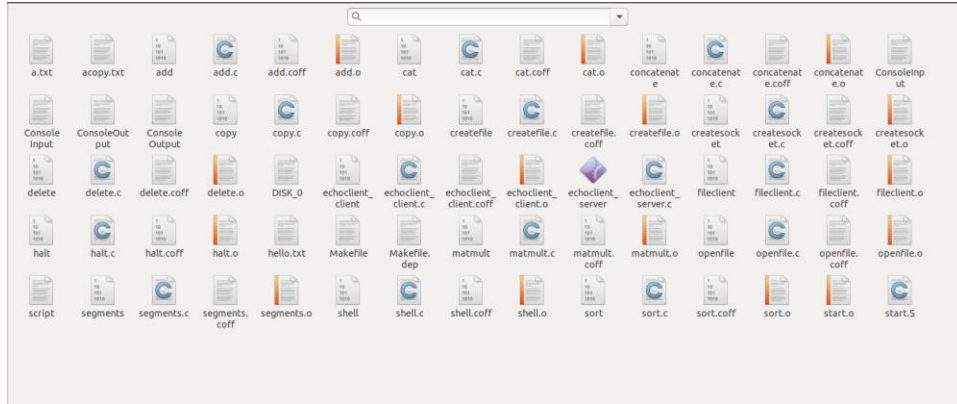 a.txt acopy.txt add add.c add.coff add.o cat cat.c cat.coff cat.o concatenat concatenat concatenat concatenat ConsoleInp
e e.c e.coff e.o ut
Console ConsoleOut Console copy copy.c copy.coff copy.o createfile createfile.c createfile. createfile.o createsock createsock createsock createsock
Input put Output coff et et.c et.coff et.o
delete delete.c delete.coff delete.o DISK_0 echoclient_ echoclient_ echoclient_ echoclient_ echoclient_ echoclient_ fileclient fileclient.c fileclient. fileclient.o
client client.c client.coff client.o server server.c coff
halt halt.c halt.coff halt.o hello.txt Makefile Makefile. matmult matmult.c matmult. matmult.o openfile openfile.c openfile. openfile.o
dep coff coff
script segments segments.c segments. segments.o shell shell.c shell.coff shell.o sort sort.c sort.coff sort.o start.o start.S
coff